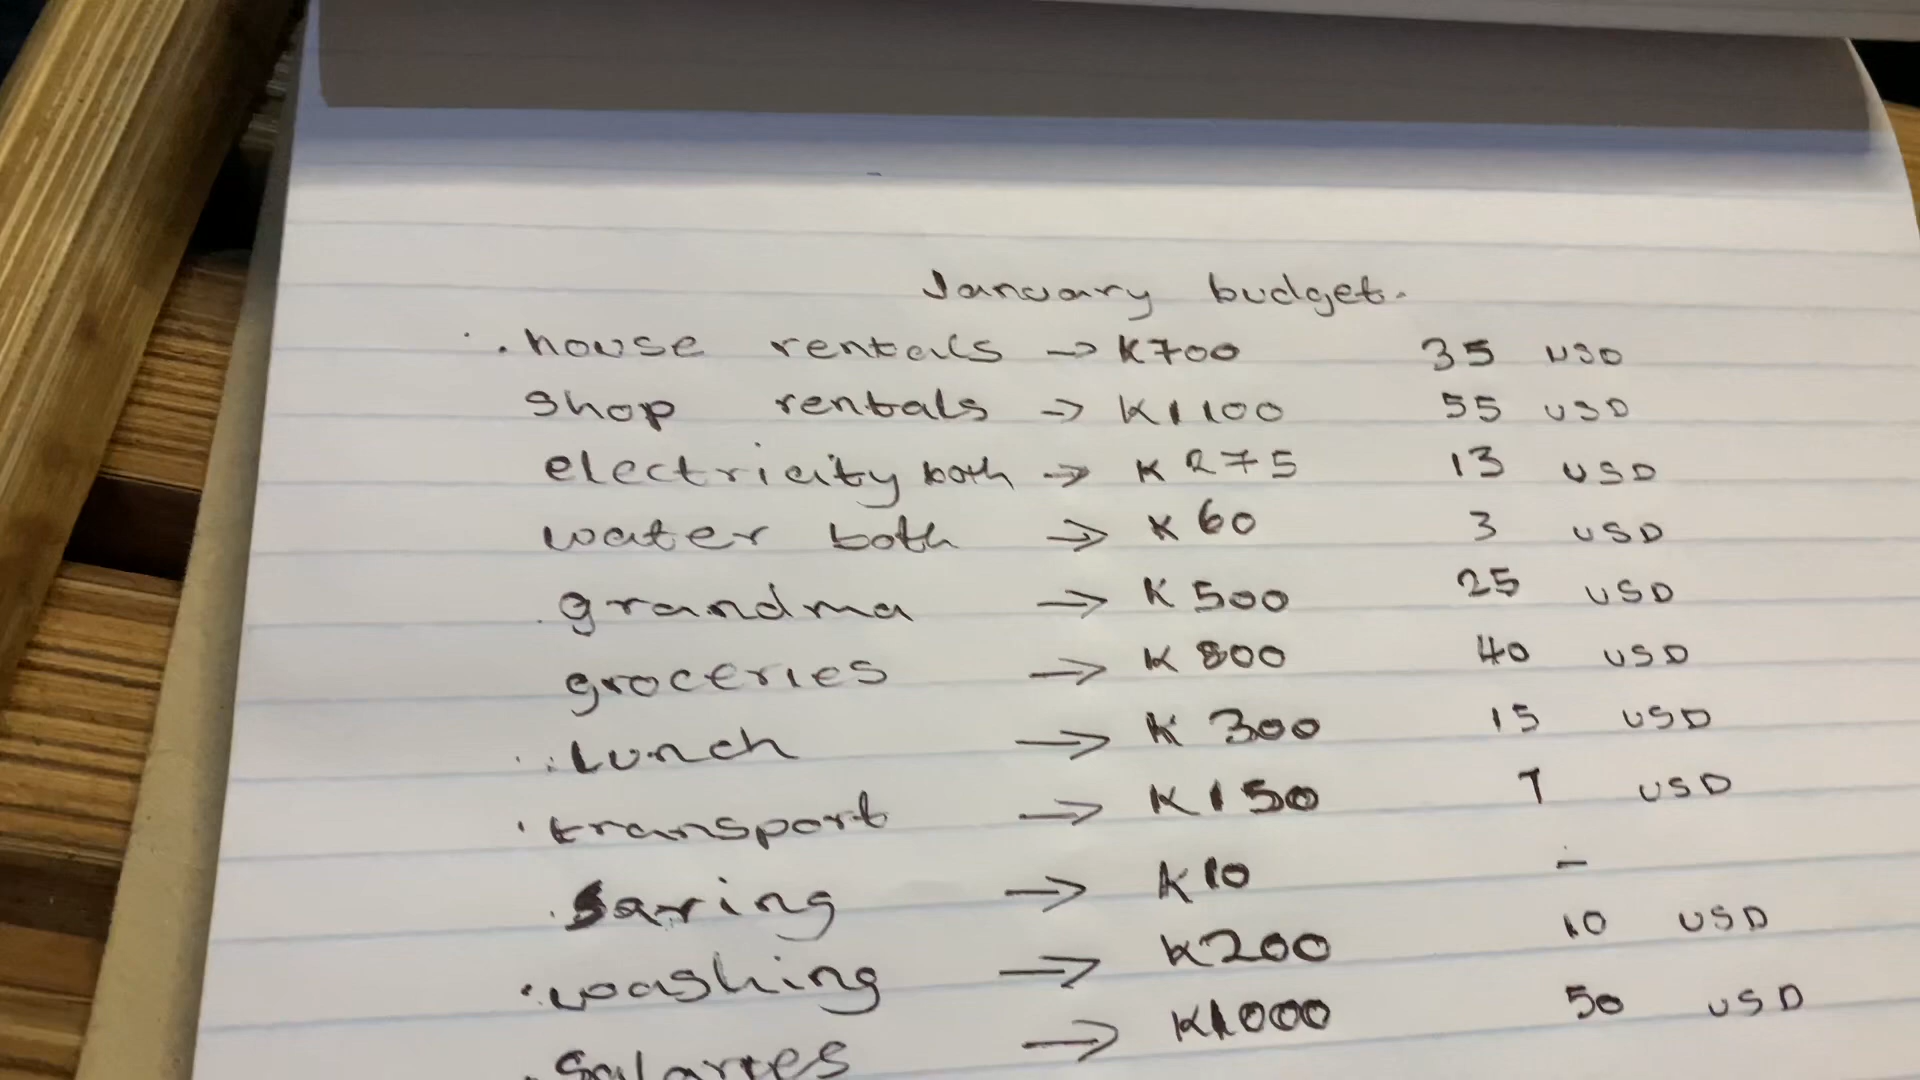 January budget.
. house rentals -> K700 35 USD
shop rentals -> K1100 55 USD
electricity both -> K275 13 USD
water both -> K60 3 USD
grandma -> K500 25 USD
groceries -> K800 40 USD
Lunch -> K300 15 USD
transport -> K150 7 USD
saring -> K10 -
washing -> K200 10 USD
Salaries -> K1000 50 USD